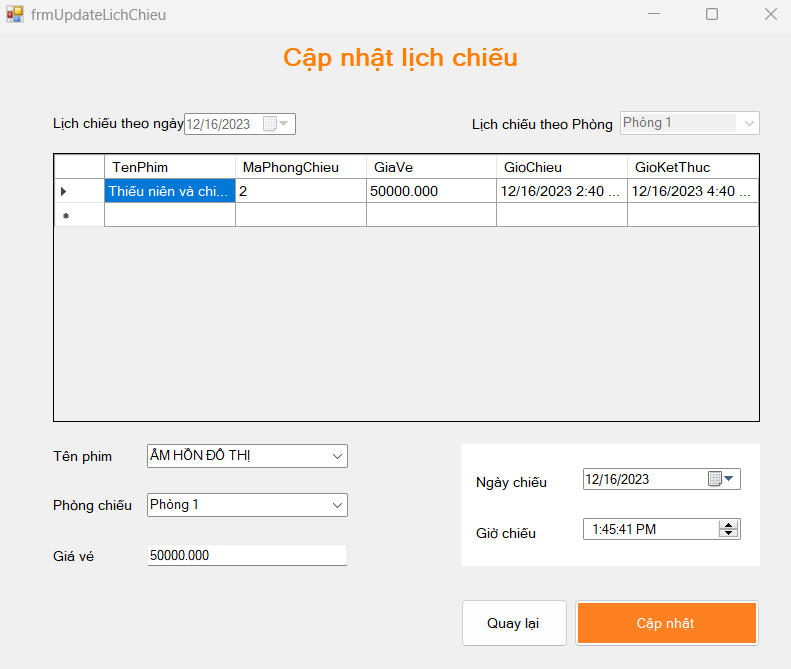 frmUpdateLichChieu
Cập nhật lịch chiếu
Lịch chiếu theo ngày 12/16/2023 Lịch chiếu theo Phòng Phòng 1
TenPhim MaPhongChieu GiaVe GioChieu GioKetThuc
Thiếu niên và chi... 2 50000.000 12/16/2023 2:40 ... 12/16/2023 4:40 ...
Tên phim ÂM HỒN ĐÔ THỊ
Ngày chiếu 12/16/2023
Phòng chiếu Phòng 1
Giờ chiếu 1:45:41 PM
Giá vé 50000.000
Quay lại Cập nhật